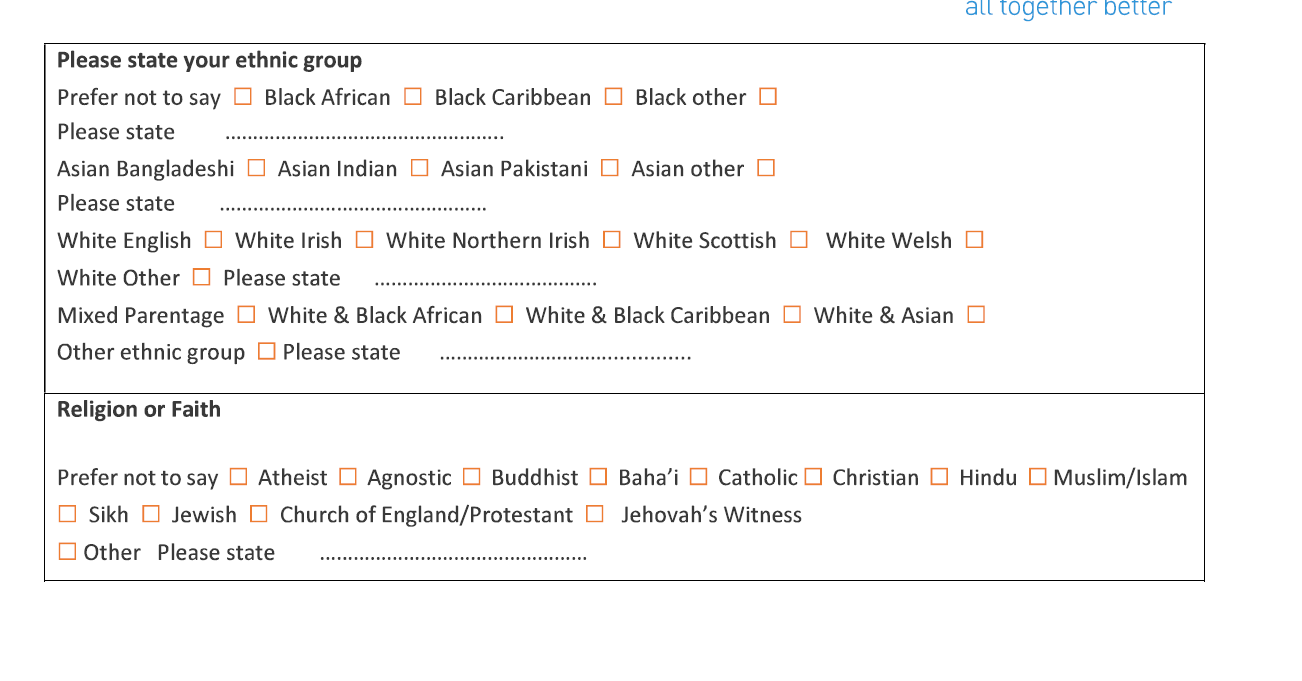 all together better
Please state your ethnic group
Prefer not to say ☐ Black African ☐ Black Caribbean ☐ Black other ☐
Please state ..................................................
Asian Bangladeshi ☐ Asian Indian ☐ Asian Pakistani ☐ Asian other ☐
Please state ................................................
White English ☐ White Irish ☐ White Northern Irish ☐ White Scottish ☐ White Welsh ☐
White Other ☐ Please state ........................................
Mixed Parentage ☐ White & Black African ☐ White & Black Caribbean ☐ White & Asian ☐
Other ethnic group ☐ Please state .............................................
Religion or Faith
Prefer not to say ☐ Atheist ☐ Agnostic ☐ Buddhist ☐ Baha’i ☐ Catholic ☐ Christian ☐ Hindu ☐ Muslim/Islam
☐ Sikh ☐ Jewish ☐ Church of England/Protestant ☐ Jehovah’s Witness
☐ Other Please state ................................................